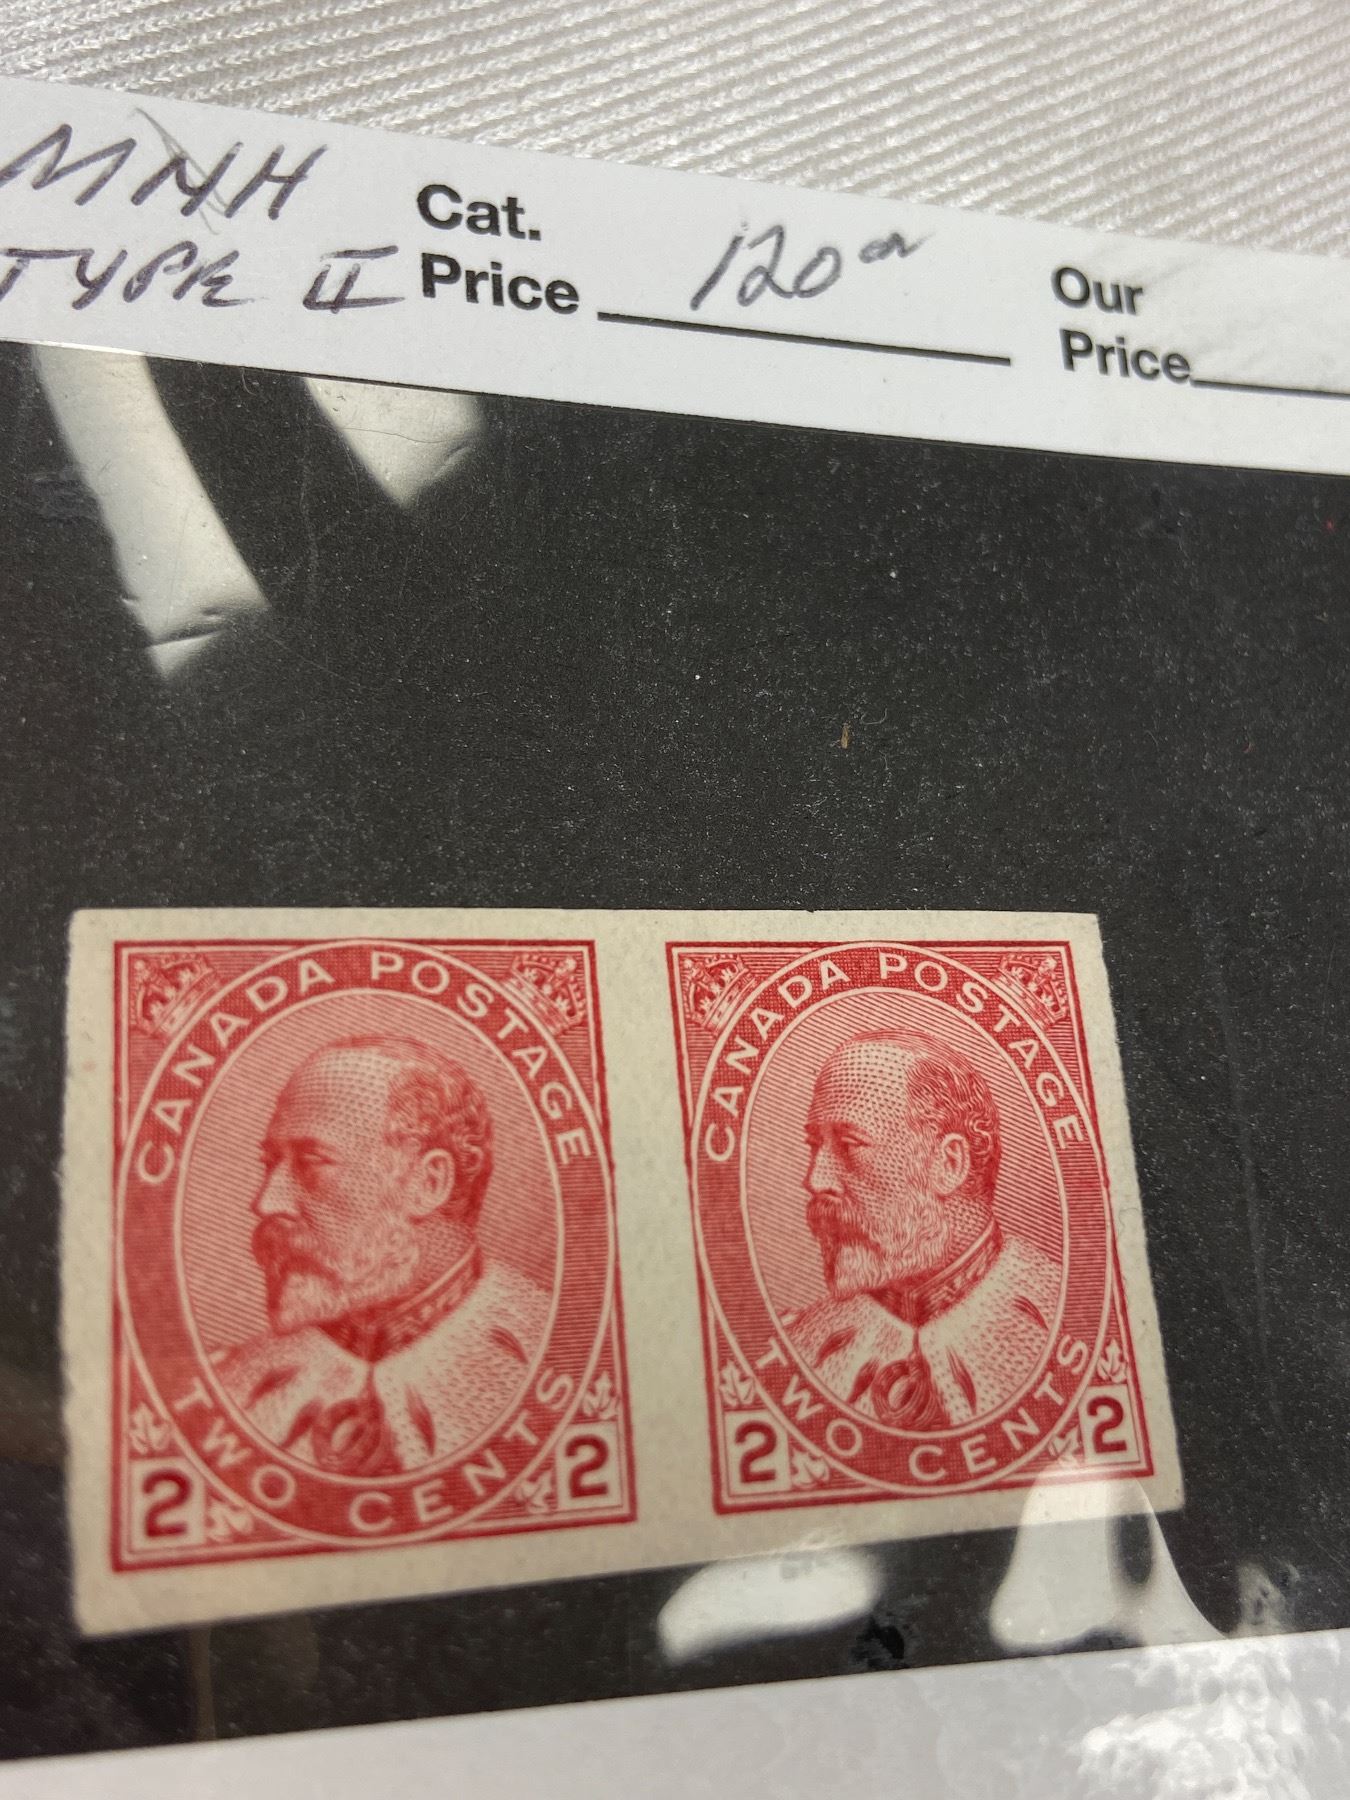 MNH
TYPE II
Cat.
Price 120 00
Our
Price
CANADA POSTAGE
TWO CENTS
2 2
CANADA POSTAGE
TWO CENTS
2 2